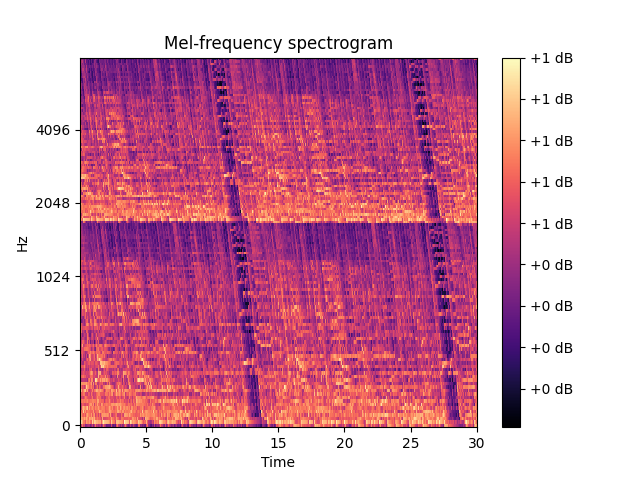 Mel-frequency spectrogram
Hz
4096
2048
1024
512
0
0 5 10 15 20 25 30
Time
+1 dB
+1 dB
+1 dB
+1 dB
+1 dB
+0 dB
+0 dB
+0 dB
+0 dB